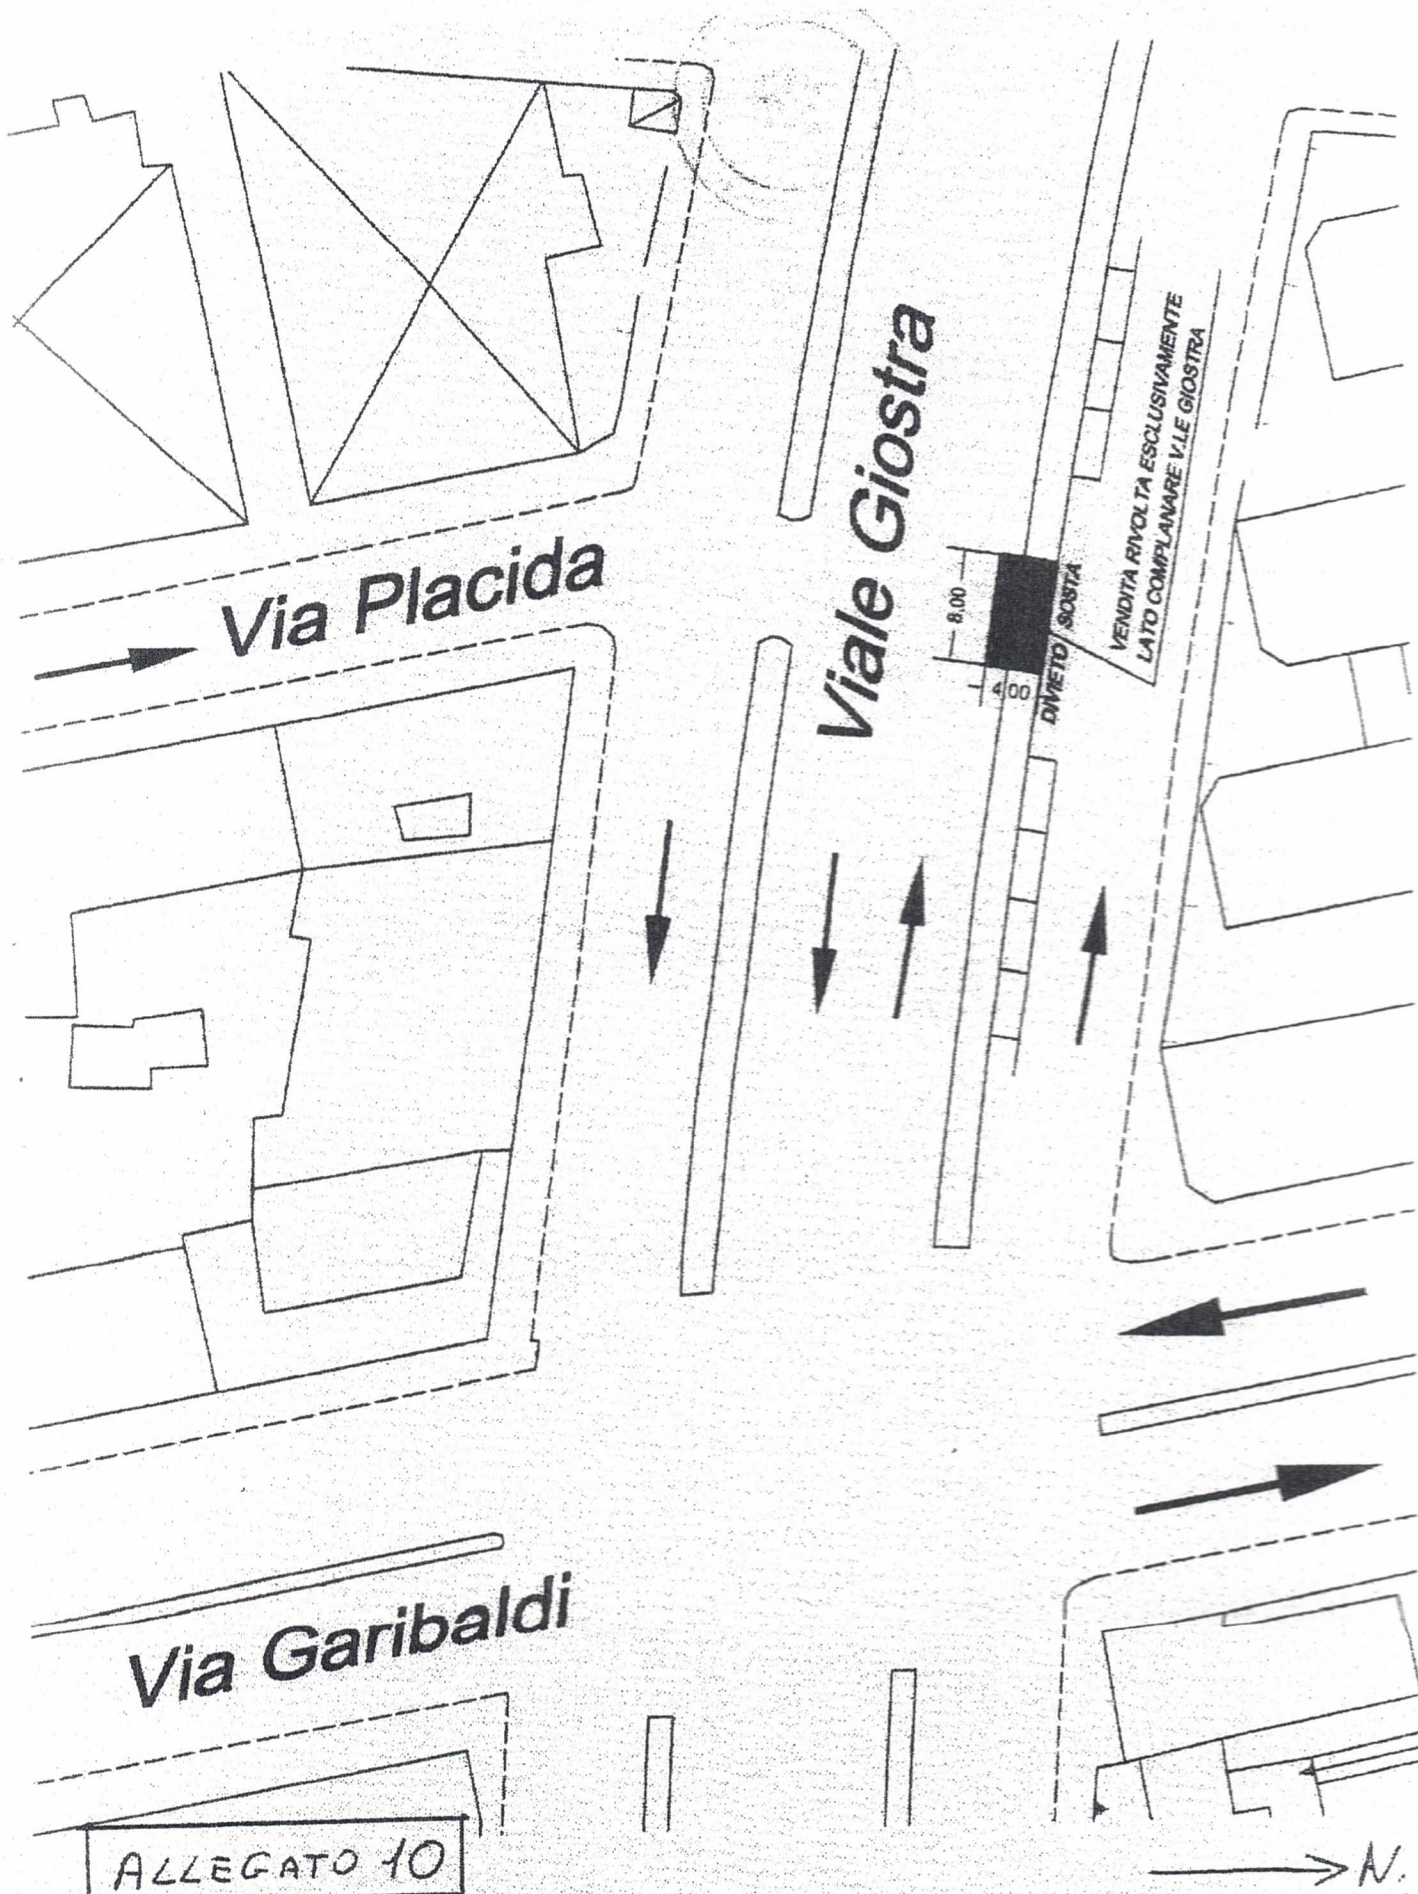 Viale Giostra
VENDITA RIVOLTA ESCLUSIVAMENTE
LATO COMPLANARE V.LE GIOSTRA
Via Placida
8.00
4.00
DIVIETO SOSTA
Via Garibaldi
ALLEGATO 10
N.